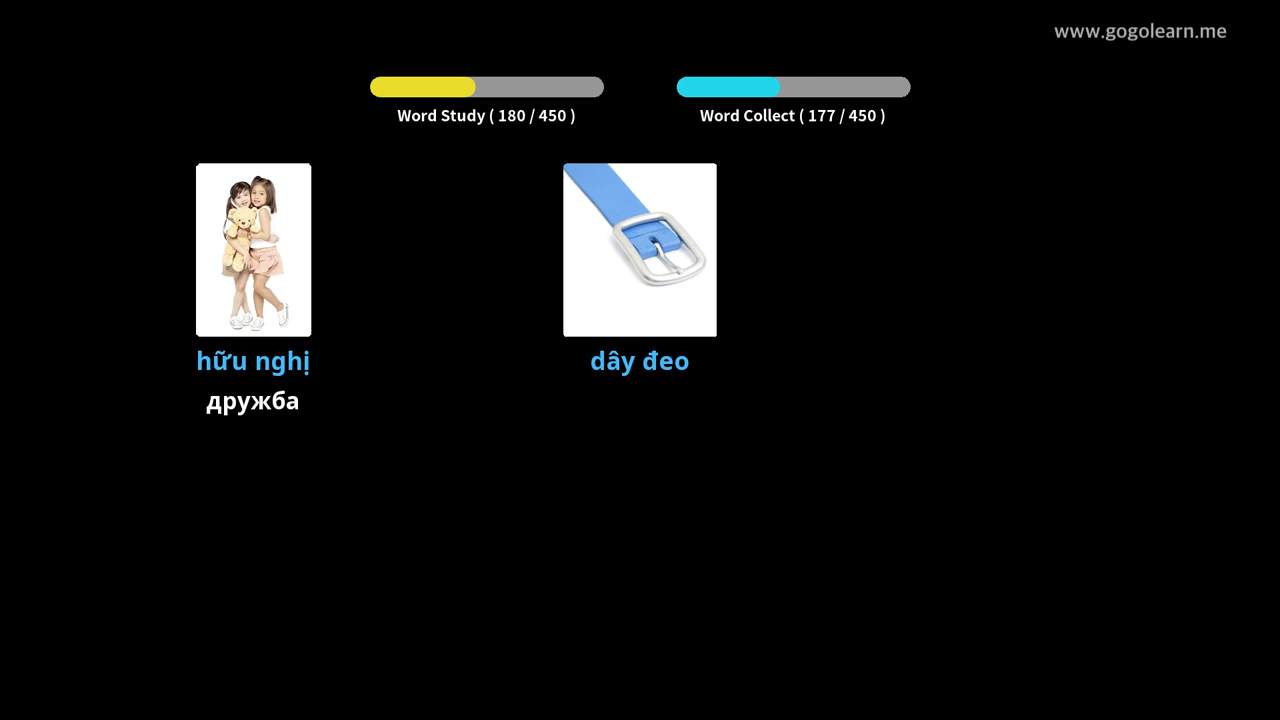 www.gogolearn.me
Word Study ( 180 / 450 )
Word Collect ( 177 / 450 )
hữu nghị
дружба
dây đeo